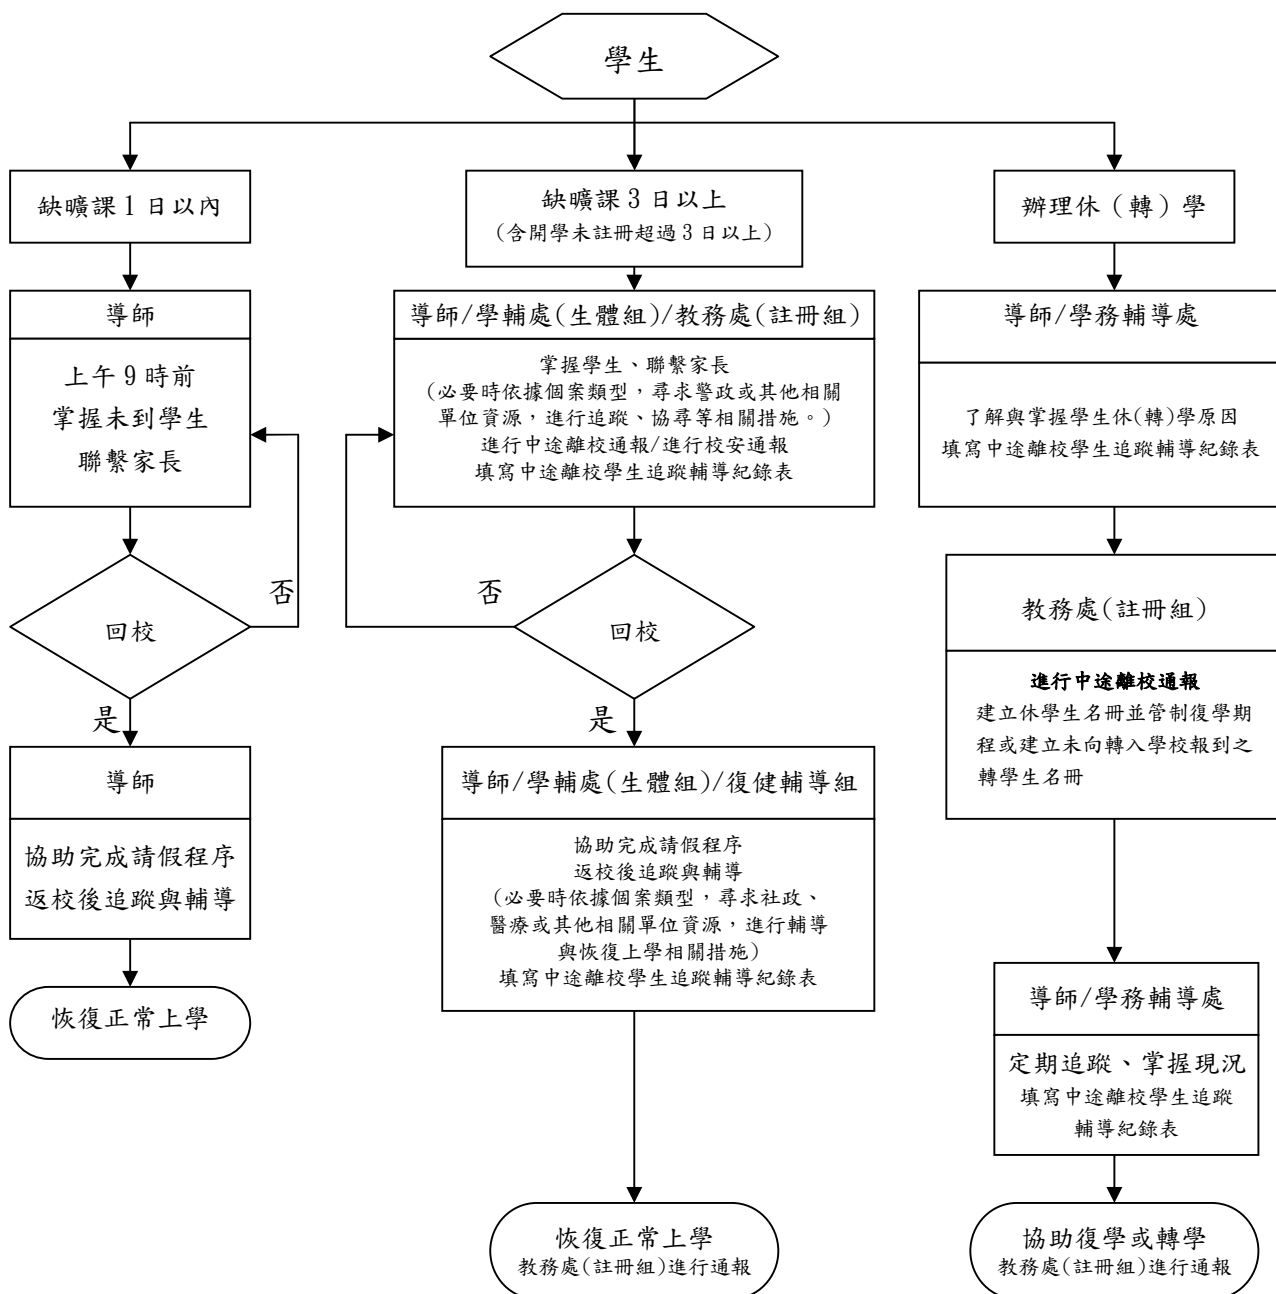 學生
缺曠課1日以內
導師
上午9時前
掌握未到學生
聯繫家長
回校
否
是
導師
協助完成請假程序
返校後追蹤與輔導
恢復正常上學
缺曠課3日以上
(含開學未註冊超過3日以上)
導師/學輔處(生體組)/教務處(註冊組)
掌握學生、聯繫家長
(必要時依據個案類型，尋求警政或其他相關
單位資源，進行追蹤、協尋等相關措施。)
進行中途離校通報/進行校安通報
填寫中途離校學生追蹤輔導紀錄表
否
回校
是
導師/學輔處(生體組)/復健輔導組
協助完成請假程序
返校後追蹤與輔導
(必要時依據個案類型，尋求社政、
醫療或其他相關單位資源，進行輔導
與恢復上學相關措施)
填寫中途離校學生追蹤輔導紀錄表
恢復正常上學
教務處(註冊組)進行通報
辦理休（轉）學
導師/學務輔導處
了解與掌握學生休(轉)學原因
填寫中途離校學生追蹤輔導紀錄表
教務處(註冊組)
進行中途離校通報
建立休學生名冊並管制復學期
程或建立未向轉入學校報到之
轉學生名冊
導師/學務輔導處
定期追蹤、掌握現況
填寫中途離校學生追蹤
輔導紀錄表
協助復學或轉學
教務處(註冊組)進行通報